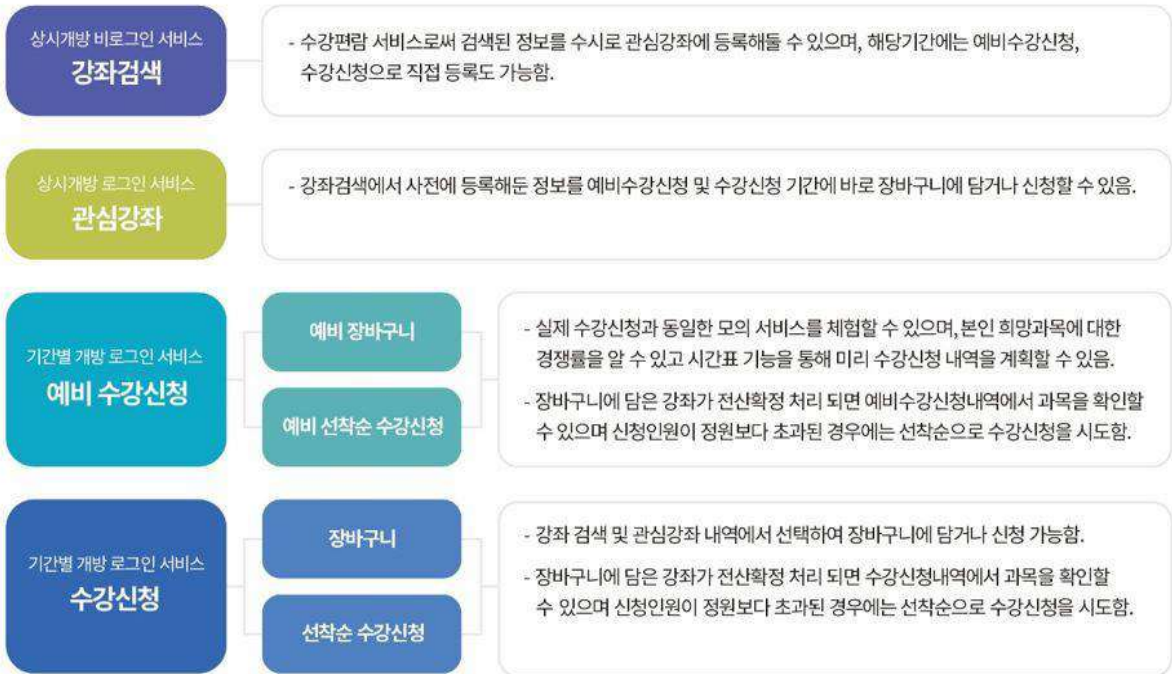 상시개방 비로그인 서비스
강좌검색
- 수강편람 서비스로써 검색된 정보를 수시로 관심강좌에 등록해둘 수 있으며, 해당기간에는 예비수강신청,
수강신청으로 직접 등록도 가능함.
상시개방 로그인 서비스
관심강좌
- 강좌검색에서 사전에 등록해둔 정보를 예비수강신청 및 수강신청 기간에 바로 장바구니에 담거나 신청할 수 있음.
기간별 개방 로그인 서비스
예비 수강신청
예비 장바구니
예비 선착순 수강신청
- 실제 수강신청과 동일한 모의 서비스를 체험할 수 있으며, 본인 희망과목에 대한
경쟁률을 알 수 있고 시간표 기능을 통해 미리 수강신청 내역을 계획할 수 있음.
- 장바구니에 담은 강좌가 전산확정 처리 되면 예비수강신청내역에서 과목을 확인할
수 있으며 신청인원이 정원보다 초과된 경우에는 선착순으로 수강신청을 시도함.
기간별 개방 로그인 서비스
수강신청
장바구니
선착순 수강신청
- 강좌 검색 및 관심강좌 내역에서 선택하여 장바구니에 담거나 신청 가능함.
- 장바구니에 담은 강좌가 전산확정 처리 되면 수강신청내역에서 과목을 확인할
수 있으며 신청인원이 정원보다 초과된 경우에는 선착순으로 수강신청을 시도함.